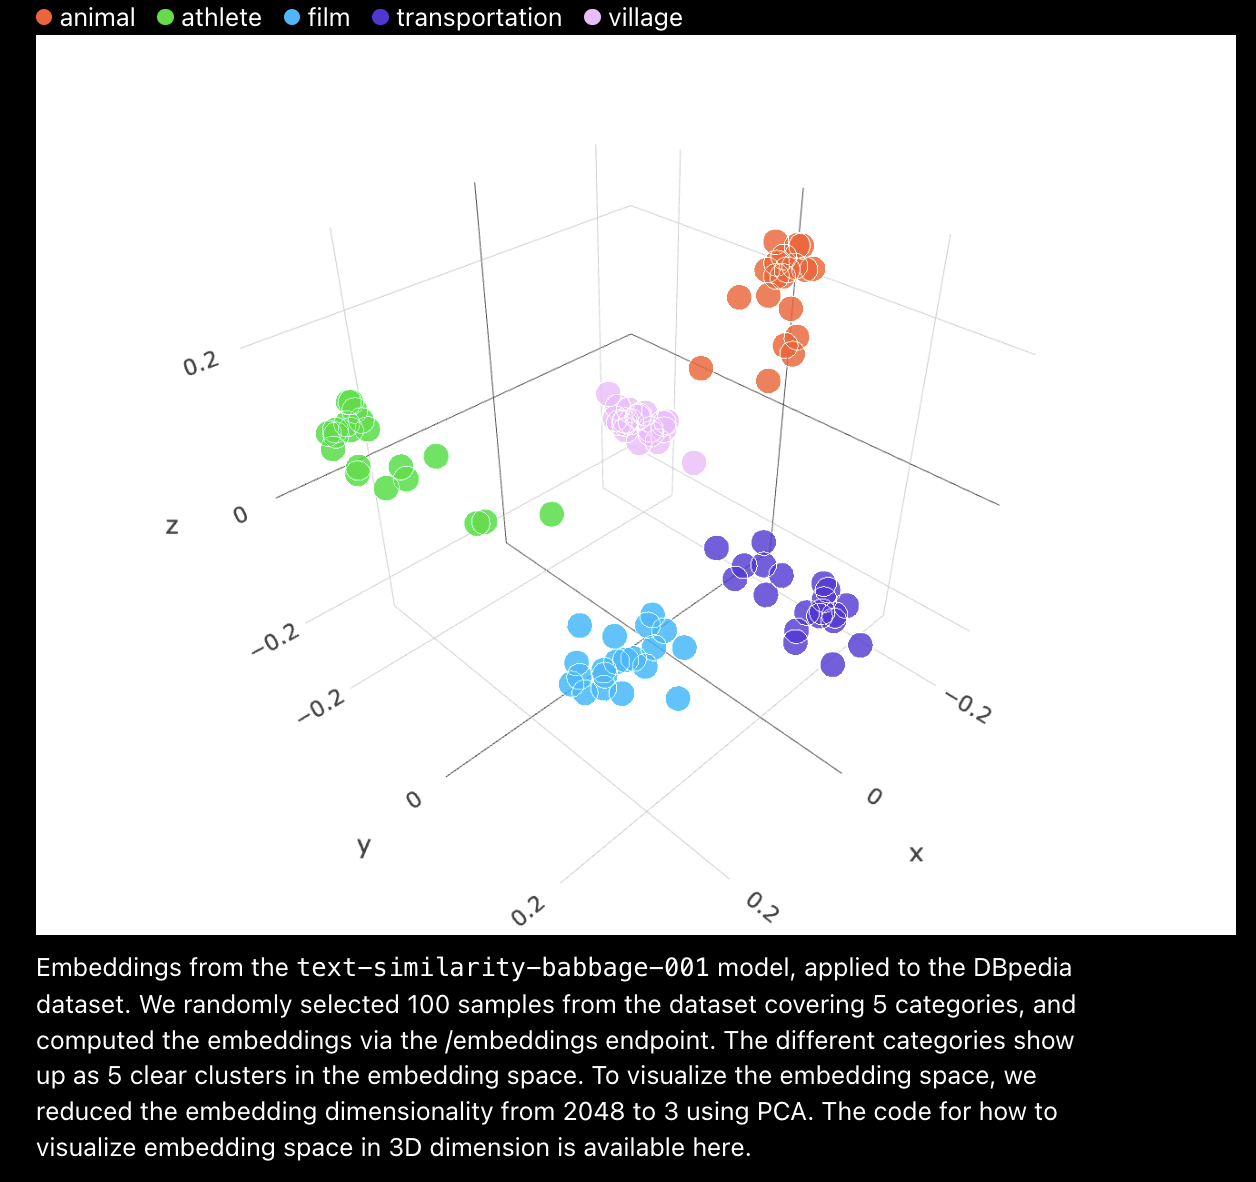 animal athlete film transportation village
0.2
z
0
−0.2
−0.2
−0.2
0
0
y
x
0.2
0.2
Embeddings from the text-similarity-babbage-001 model, applied to the DBpedia
dataset. We randomly selected 100 samples from the dataset covering 5 categories, and
computed the embeddings via the /embeddings endpoint. The different categories show
up as 5 clear clusters in the embedding space. To visualize the embedding space, we
reduced the embedding dimensionality from 2048 to 3 using PCA. The code for how to
visualize embedding space in 3D dimension is available here.